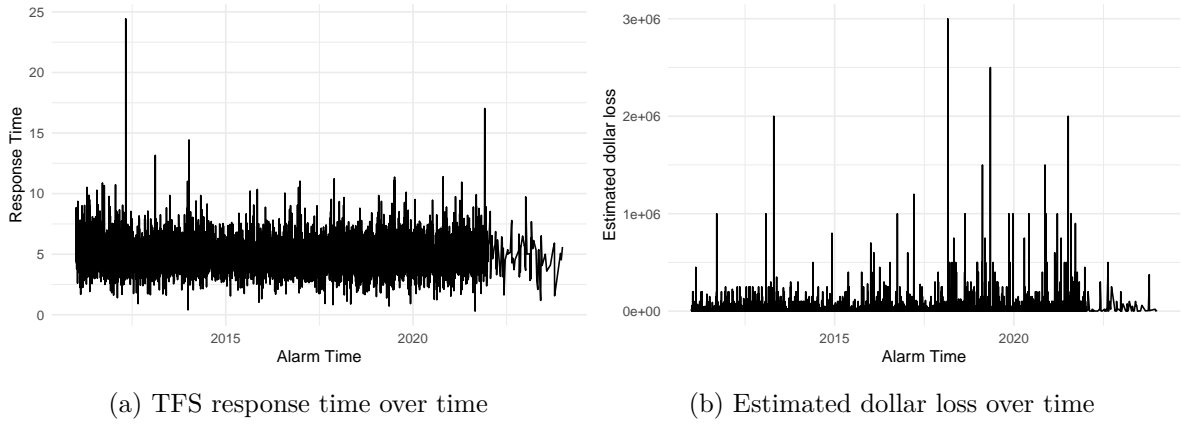 25
20
15
10
5
0
Response Time
2015
2020
Alarm Time
(a) TFS response time over time
3e+06
2e+06
1e+06
0e+00
Estimated dollar loss
2015
2020
Alarm Time
(b) Estimated dollar loss over time